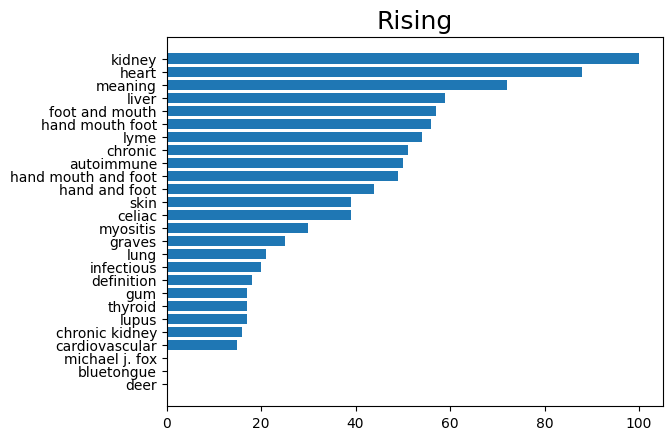 Rising
kidney
heart
meaning
liver
foot and mouth
hand mouth foot
lyme
chronic
autoimmune
hand mouth and foot
hand and foot
skin
celiac
myositis
graves
lung
infectious
definition
gum
thyroid
lupus
chronic kidney
cardiovascular
michael j. fox
bluetongue
deer
0 20 40 60 80 100